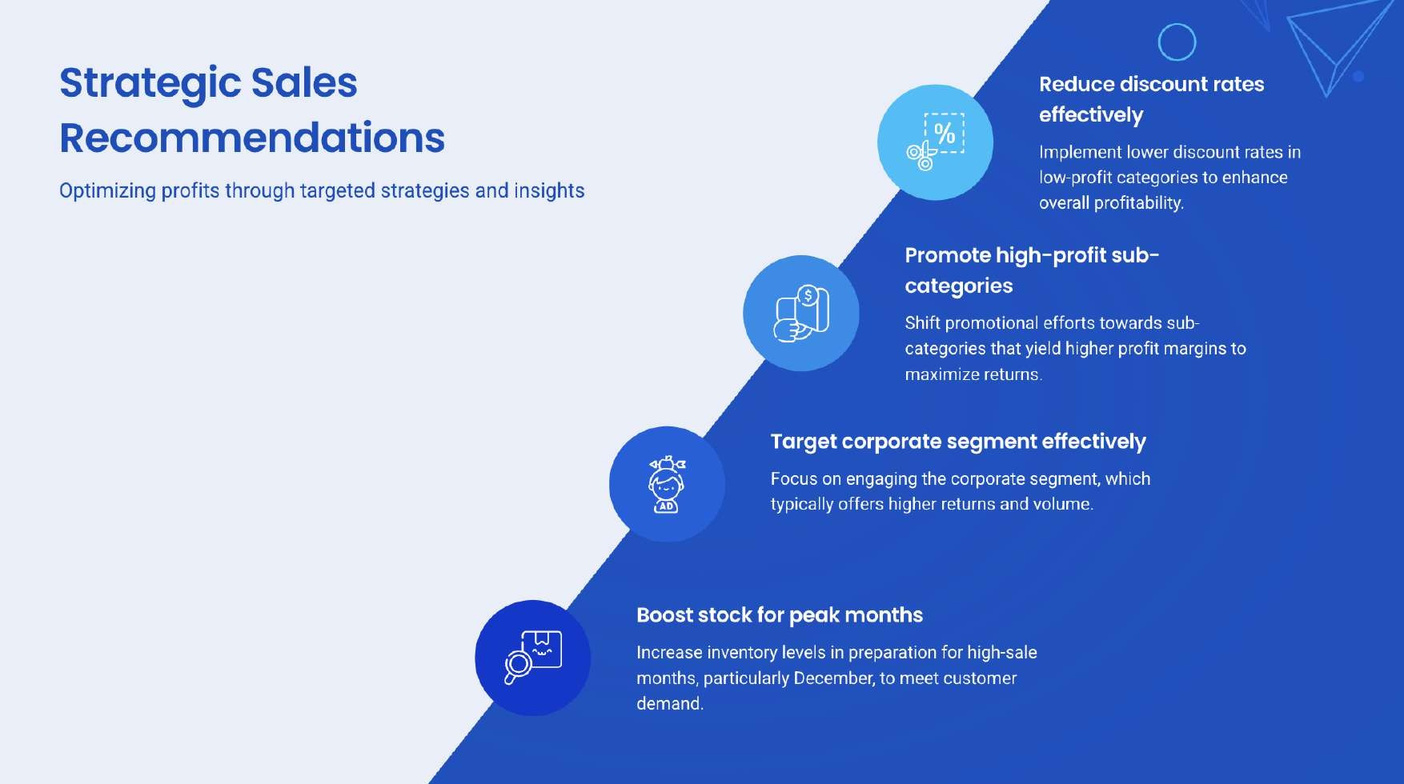 Strategic Sales
Recommendations
Optimizing profits through targeted strategies and insights
%
Reduce discount rates
effectively
Implement lower discount rates in
low-profit categories to enhance
overall profitability.
$
Promote high-profit sub-
categories
Shift promotional efforts towards sub-
categories that yield higher profit margins to
maximize returns.
AD
Target corporate segment effectively
Focus on engaging the corporate segment, which
typically offers higher returns and volume.
Boost stock for peak months
Increase inventory levels in preparation for high-sale
months, particularly December, to meet customer
demand.